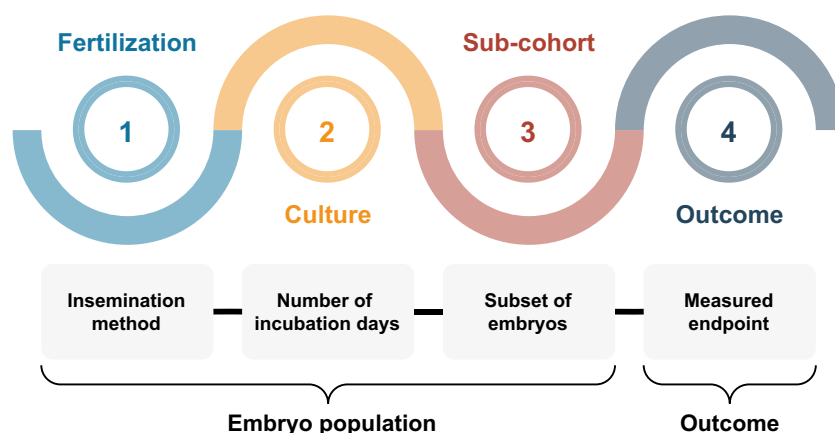 Fertilization
Sub-cohort
1
2
3
4
Culture
Outcome
Insemination
method
Number of
incubation days
Subset of
embryos
Measured
endpoint
Embryo population
Outcome